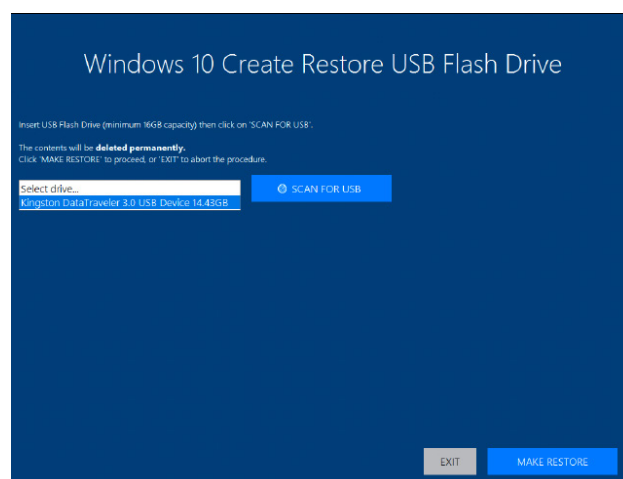 Windows 10 Create Restore USB Flash Drive
Insert USB Flash Drive (minimum 16GB capacity) then click on 'SCAN FOR USB'.
The contents will be deleted permanently.
Click 'MAKE RESTORE' to proceed, or 'EXIT' to abort the procedure.
Select drive...
SCAN FOR USB
Kingston DataTraveler 3.0 USB Device 14.43GB
EXIT
MAKE RESTORE